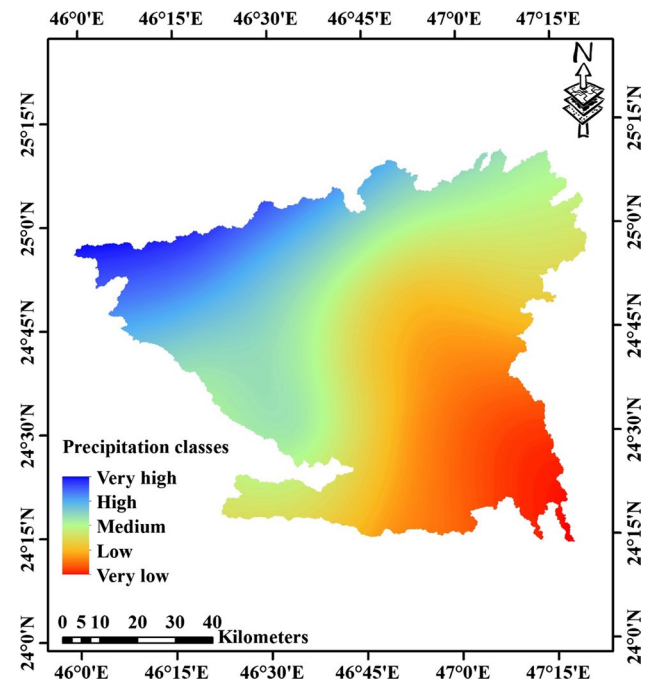 46°0'E 46°15'E 46°30'E 46°45'E 47°0'E 47°15'E
N
25°15'N 25°15'N
25°0'N 25°0'N
24°45'N 24°45'N
24°30'N 24°30'N
Precipitation classes
Very high
High
Medium
Low
Very low
24°15'N 24°15'N
0 5 10 20 30 40
Kilometers
24°0'N 24°0'N
46°0'E 46°15'E 46°30'E 46°45'E 47°0'E 47°15'E